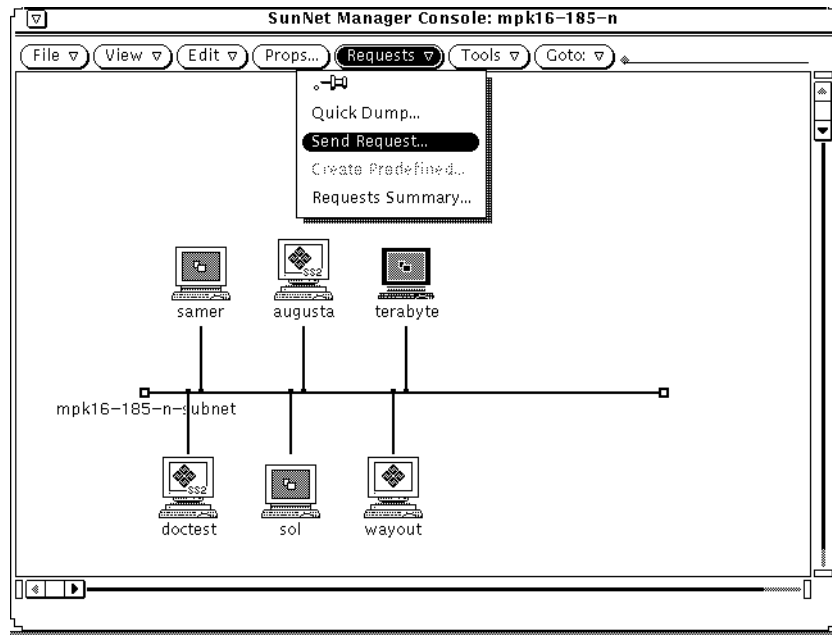 SunNet Manager Console: mpk16-185-n
File View Edit Props... Requests Tools Goto:
Quick Dump...
Send Request...
Create Predefined...
Requests Summary...
SS2
samer augusta terabyte
mpk16-185-n-subnet
SS2
doctest sol wayout